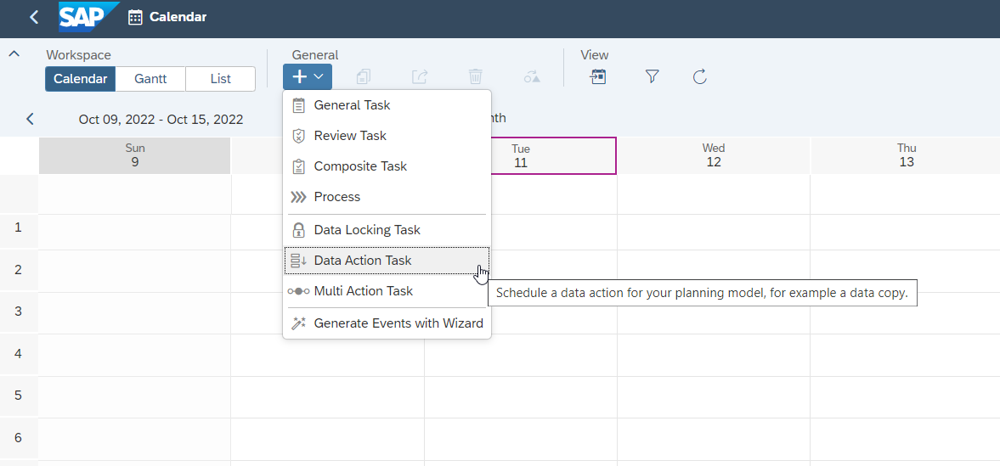 SAP Calendar
Workspace
General
View
Calendar Gantt List
Oct 09, 2022 - Oct 15, 2022
nth
General Task
Review Task
Composite Task
Process
Data Locking Task
Data Action Task
Multi Action Task
Generate Events with Wizard
Schedule a data action for your planning model, for example a data copy.
Sun
9
Tue
11
Wed
12
Thu
13
1
2
3
4
5
6